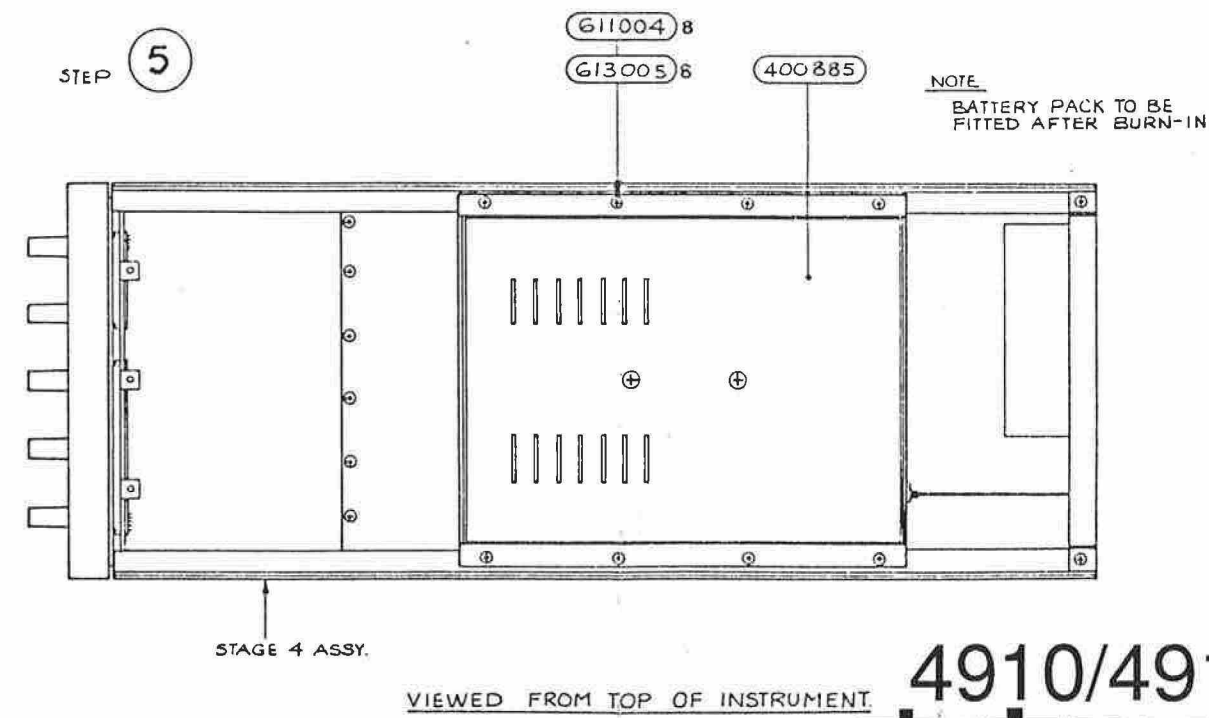 STEP 5
611004 8
613005 8
400885
NOTE
BATTERY PACK TO BE
FITTED AFTER BURN-IN
STAGE 4 ASSY.
VIEWED FROM TOP OF INSTRUMENT.
4910/491